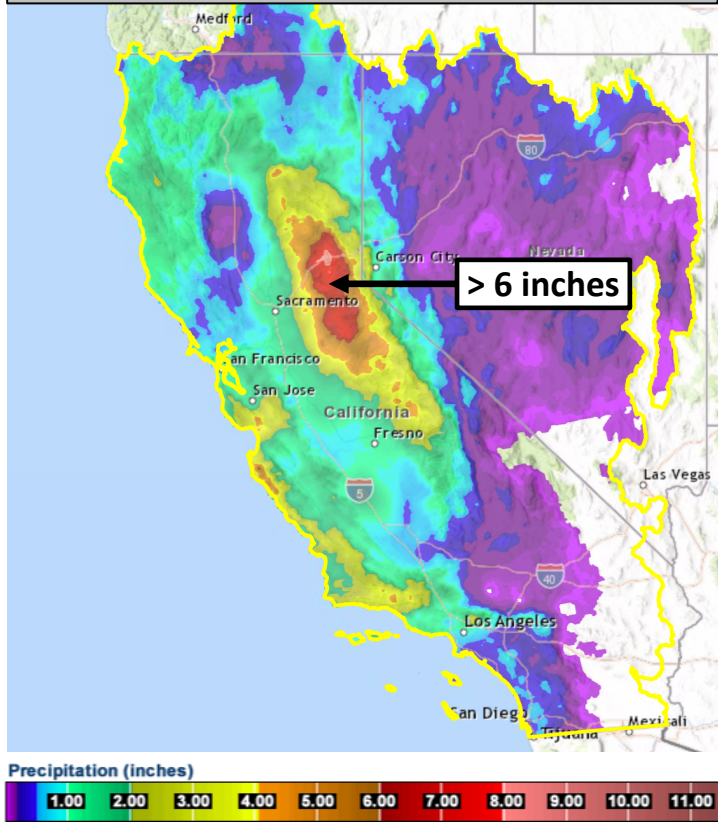 Medford
80
Carson City
Nevada
> 6 inches
Sacramento
an Francisco
San Jose
California
Fresno
5
Las Vegas
40
Los Angeles
San Diego
Tijuana
Mexicali
Precipitation (inches)
1.00 2.00 3.00 4.00 5.00 6.00 7.00 8.00 9.00 10.00 11.00